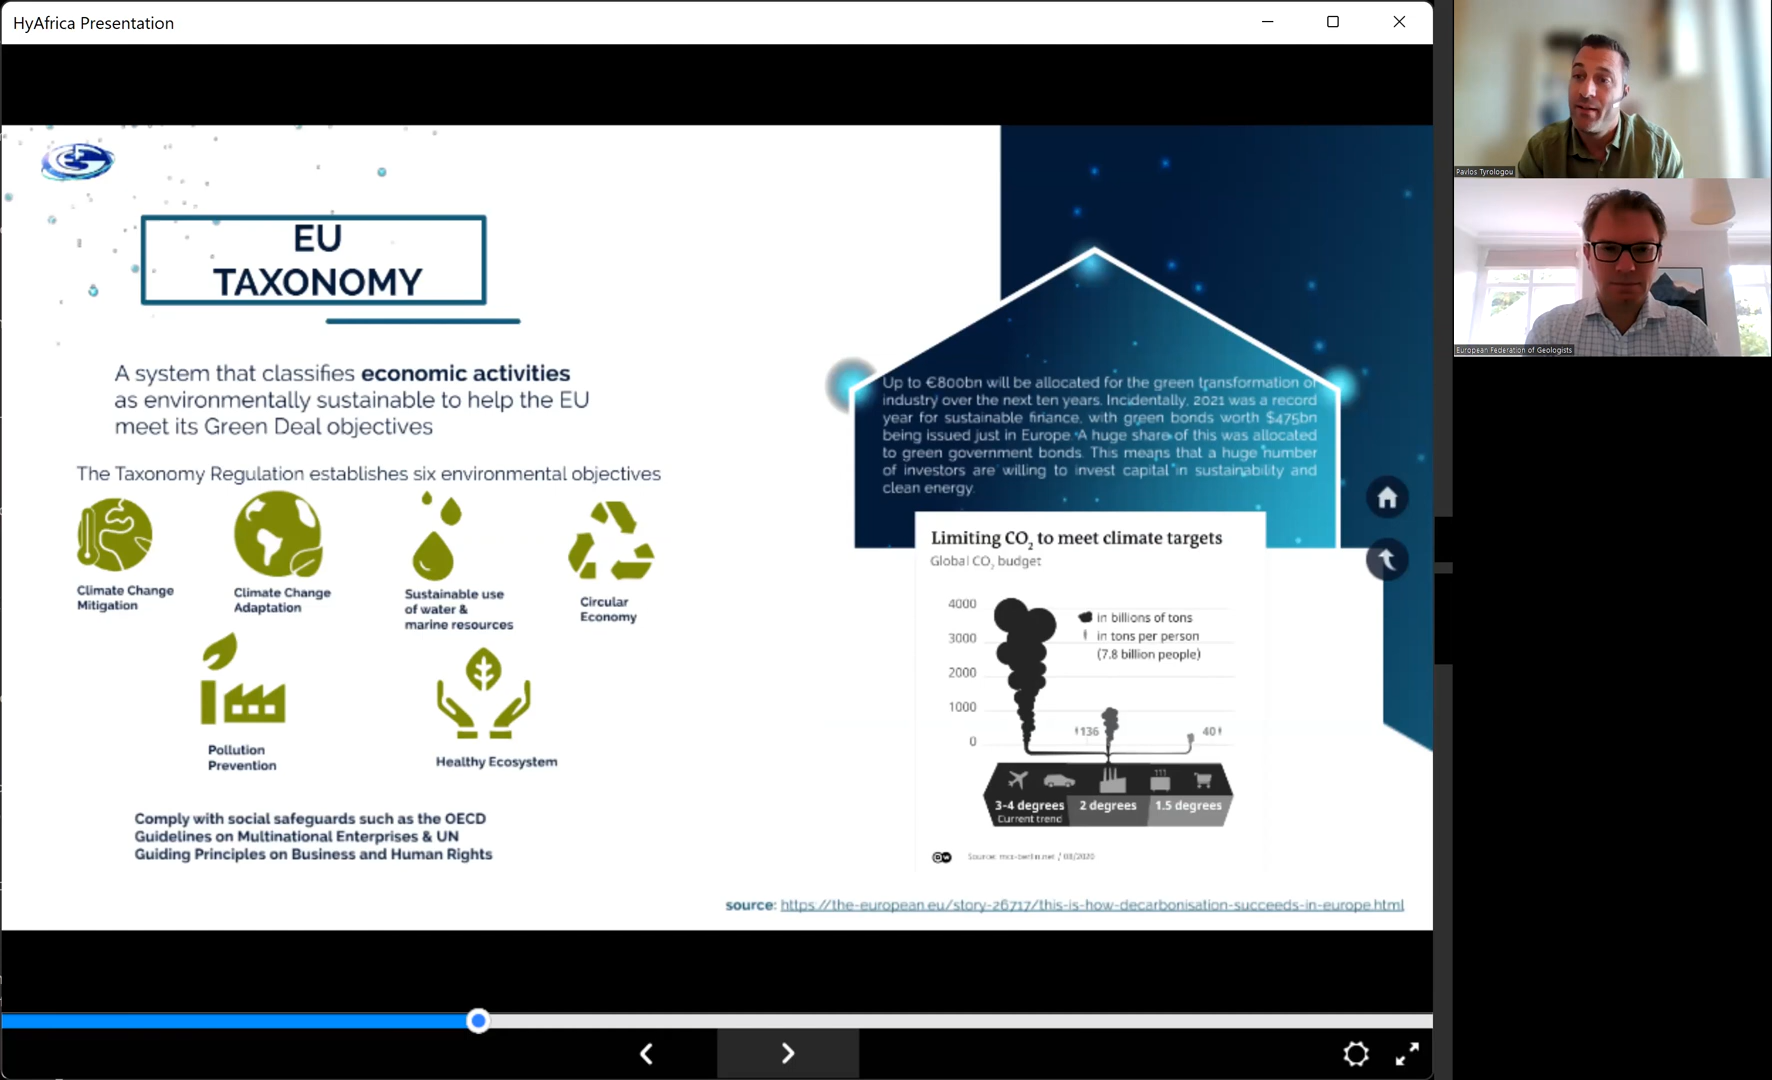 HyAfrica Presentation
EU
TAXONOMY
A system that classifies economic activities
as environmentally sustainable to help the EU
meet its Green Deal objectives
The Taxonomy Regulation establishes six environmental objectives
Climate Change
Mitigation
Climate Change
Adaptation
Sustainable use
of water &
marine resources
Circular
Economy
Pollution
Prevention
Healthy Ecosystem
Comply with social safeguards such as the OECD
Guidelines on Multinational Enterprises & UN
Guiding Principles on Business and Human Rights
Up to €800bn will be allocated for the green transformation of
industry over the next ten years. Incidentally, 2021 was a record
year for sustainable finance, with green bonds worth $475bn
being issued just in Europe. A huge share of this was allocated
to green government bonds. This means that a huge number
of investors are willing to invest capital in sustainability and
clean energy.
Limiting CO₂ to meet climate targets
Global CO₂ budget
4000
3000
2000
1000
0
in billions of tons
in tons per person
(7.8 billion people)
136
40
3-4 degrees
Current trend
2 degrees
1.5 degrees
DW
Source: mcc-berlin.net / 08/2020
source: https://the-european.eu/story-26717/this-is-how-decarbonisation-succeeds-in-europe.html
Pavlos Tyrologou
European Federation of Geologists